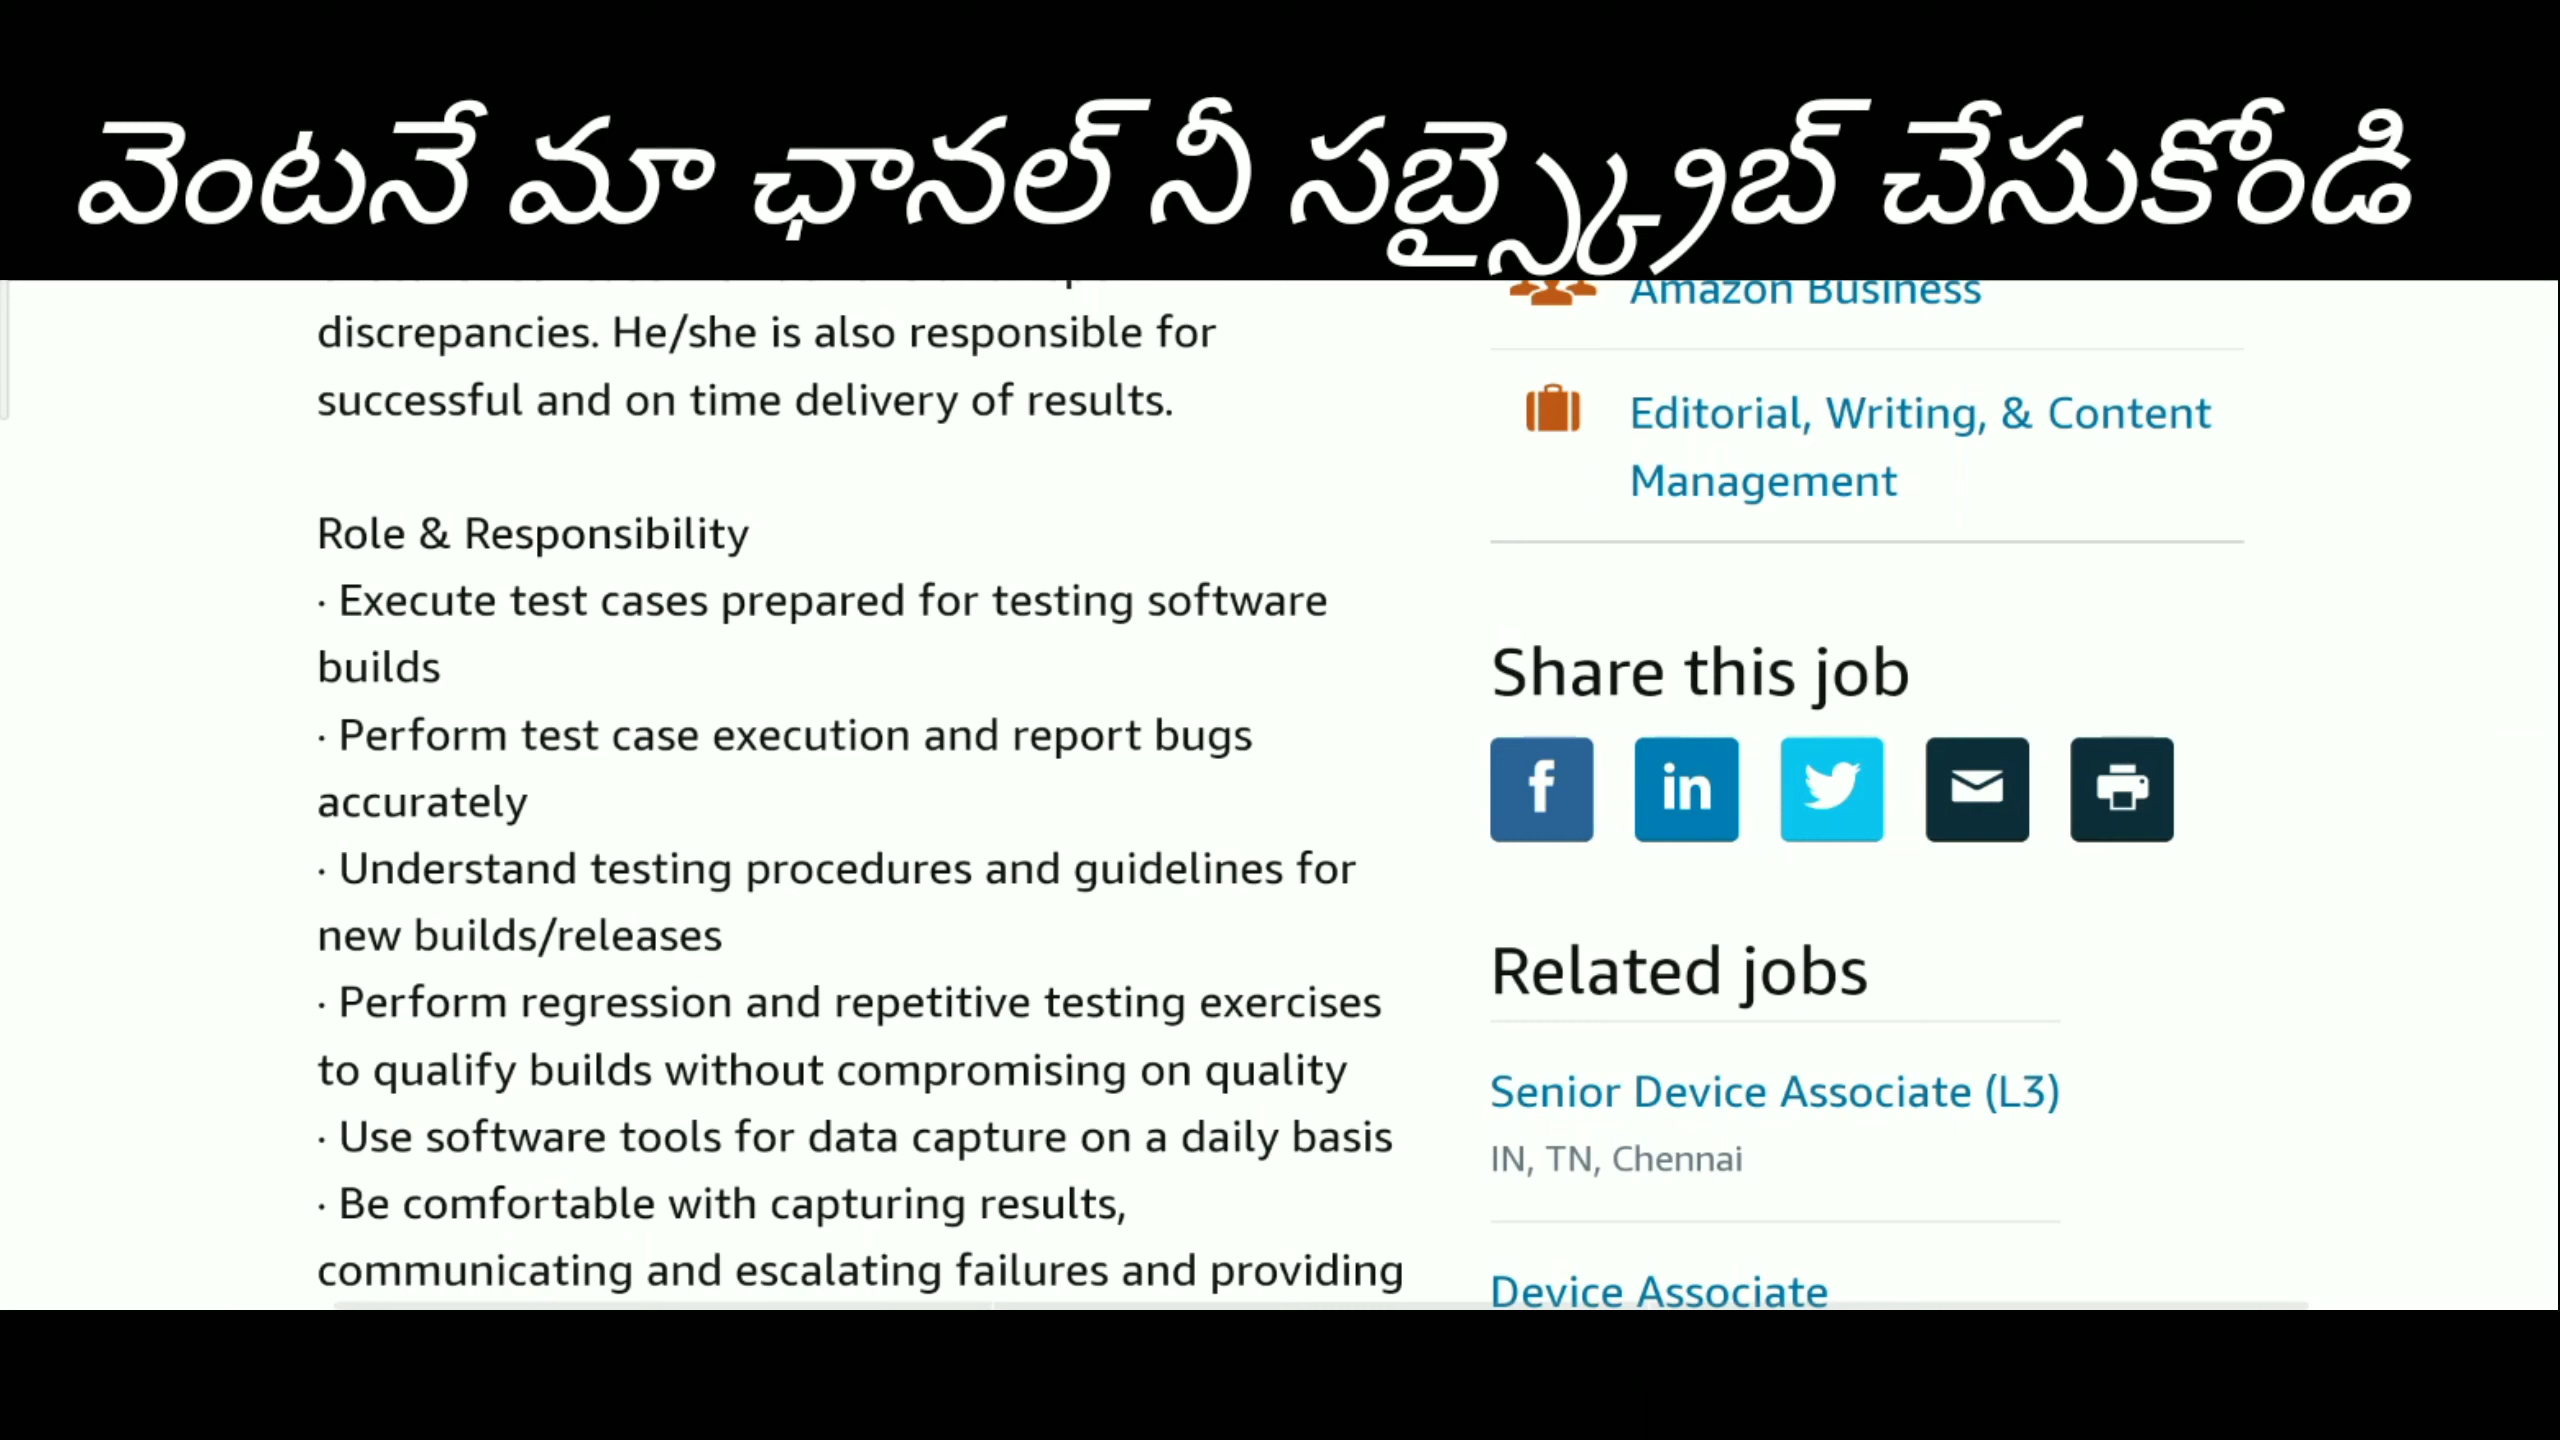 వెంటనే మా ఛానల్ నీ సబ్స్క్రైబ్ చేసుకోండి
discrepancies. He/she is also responsible for
successful and on time delivery of results.
Role & Responsibility
· Execute test cases prepared for testing software
builds
· Perform test case execution and report bugs
accurately
· Understand testing procedures and guidelines for
new builds/releases
· Perform regression and repetitive testing exercises
to qualify builds without compromising on quality
· Use software tools for data capture on a daily basis
· Be comfortable with capturing results,
communicating and escalating failures and providing
Amazon Business
Editorial, Writing, & Content
Management
Share this job
f
in
Related jobs
Senior Device Associate (L3)
IN, TN, Chennai
Device Associate